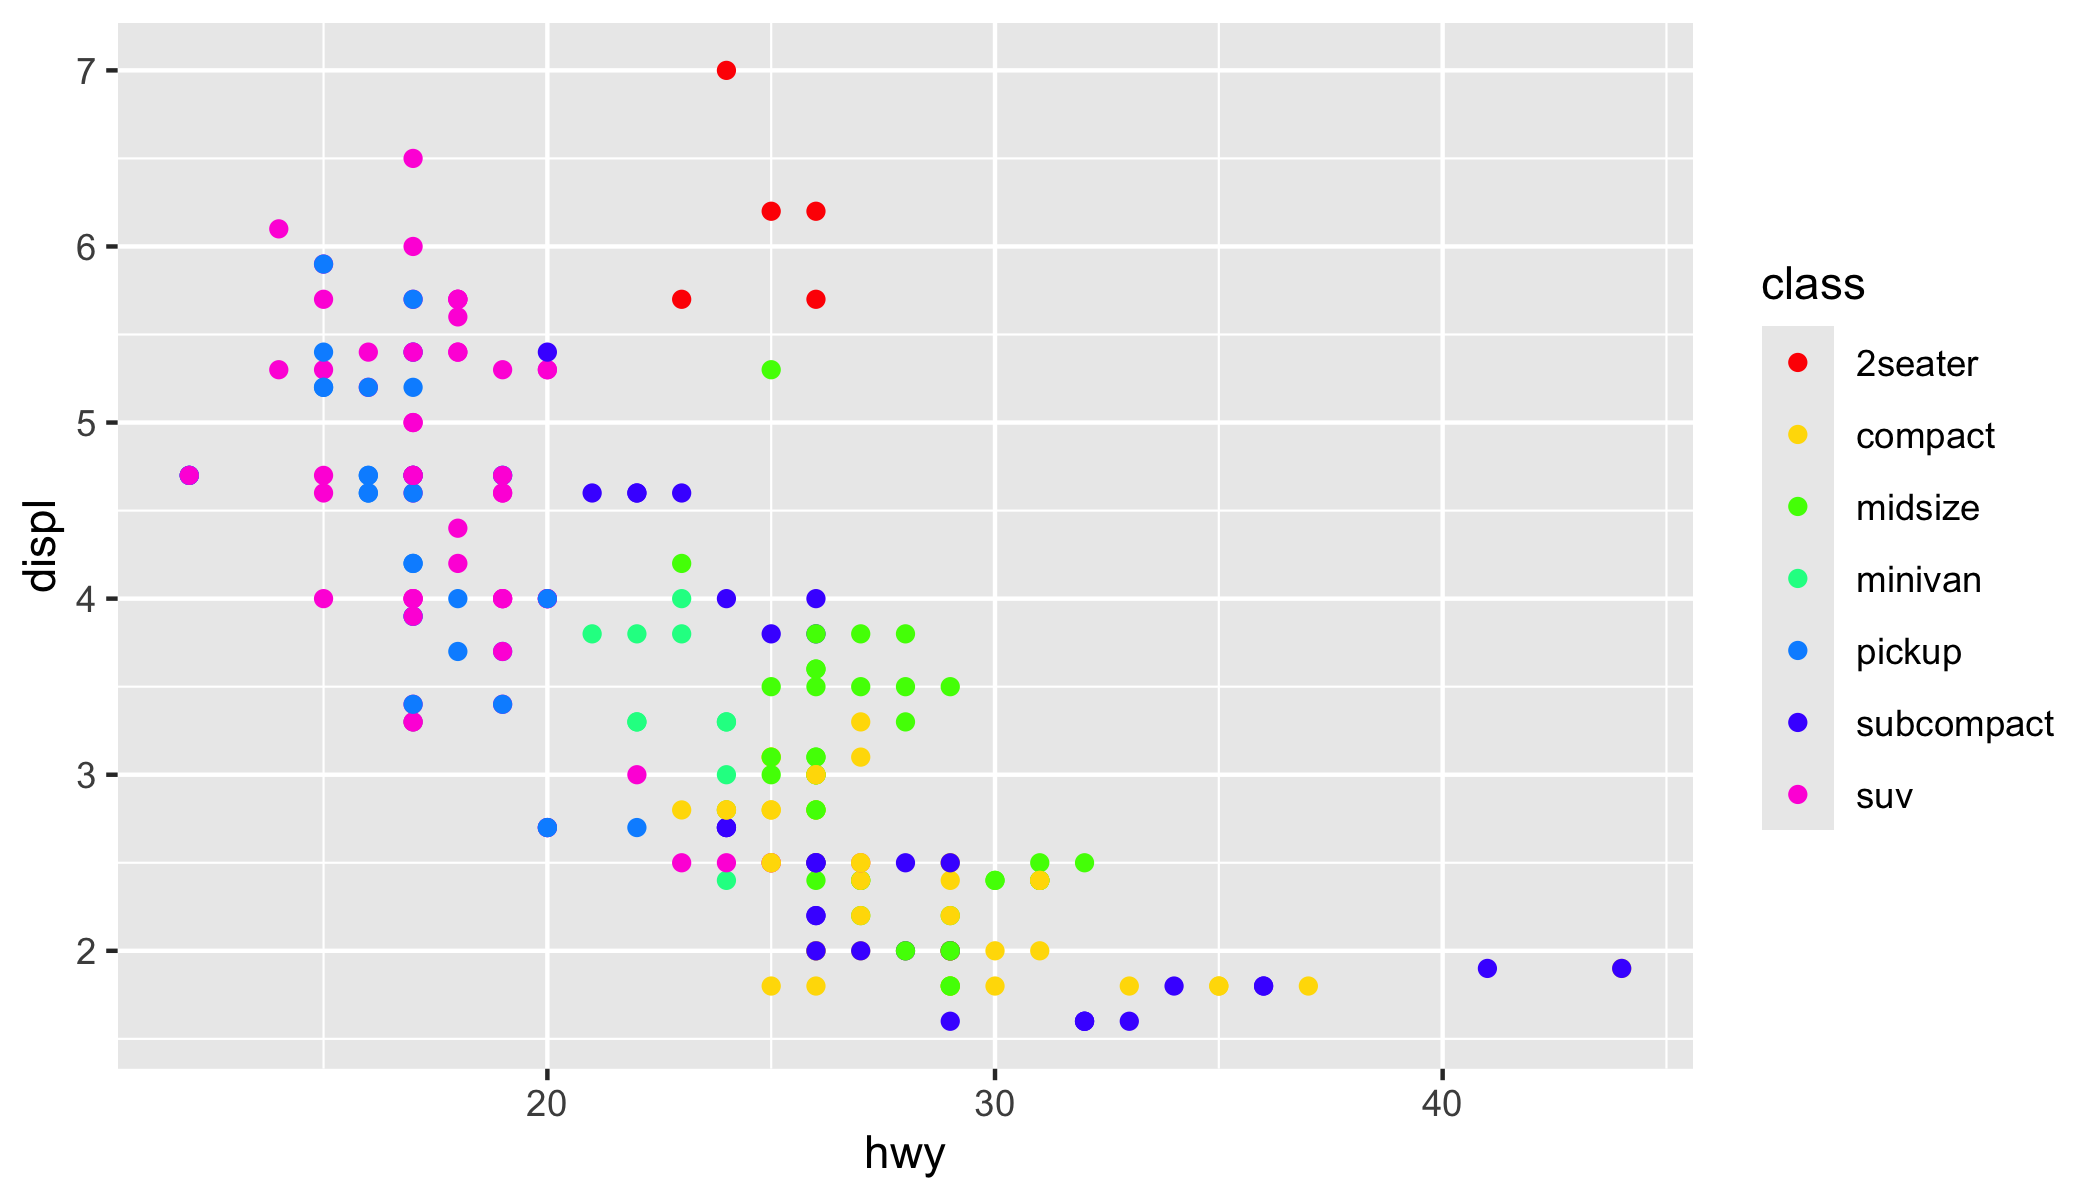 7
6
5
4
3
2
displ
20 30 40
hwy
class
2seater
compact
midsize
minivan
pickup
subcompact
suv